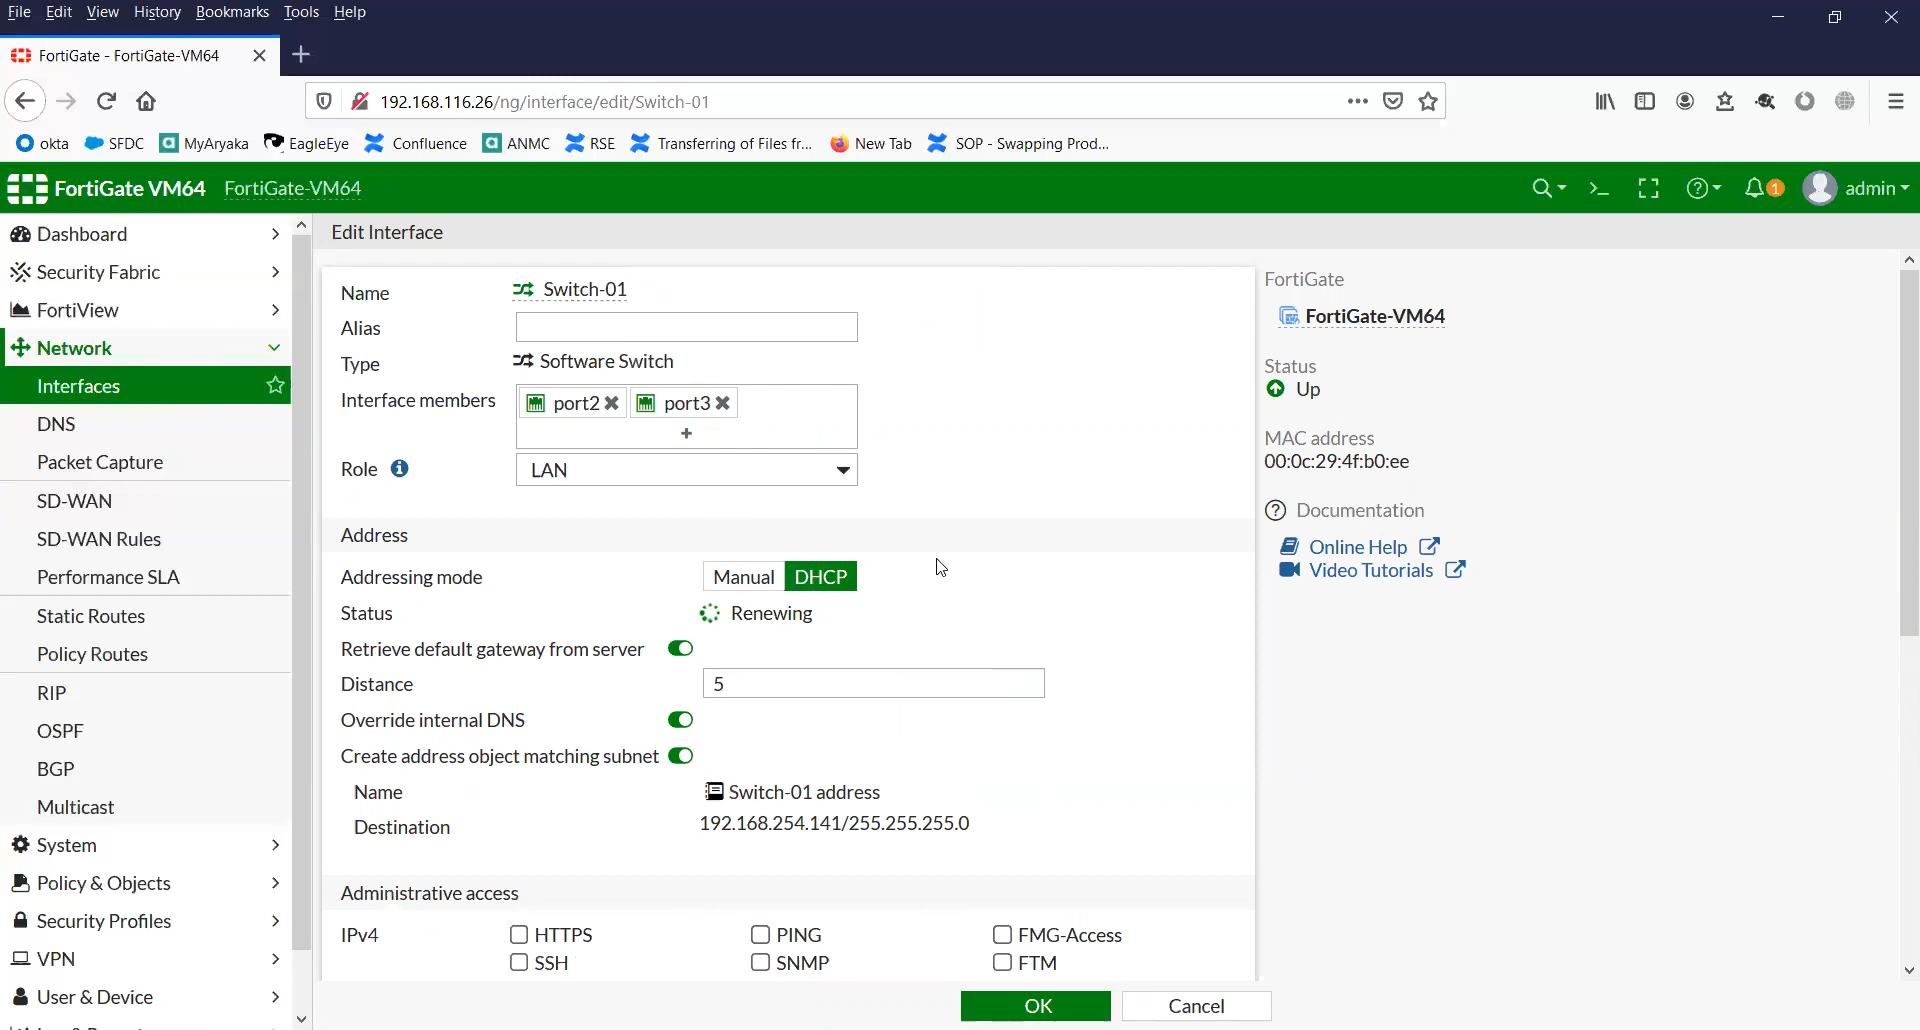 File Edit View History Bookmarks Tools Help
FortiGate - FortiGate-VM64
192.168.116.26/ng/interface/edit/Switch-01
okta SFDC MyAryaka EagleEye Confluence ANMC RSE Transferring of Files fr... New Tab SOP - Swapping Prod...
FortiGate VM64 FortiGate-VM64 1 admin
Dashboard
Security Fabric
FortiView
Network
Interfaces
DNS
Packet Capture
SD-WAN
SD-WAN Rules
Performance SLA
Static Routes
Policy Routes
RIP
OSPF
BGP
Multicast
System
Policy & Objects
Security Profiles
VPN
User & Device
Edit Interface
Name Switch-01
Alias
Type Software Switch
Interface members port2 port3
Role LAN
Address
Addressing mode Manual DHCP
Status Renewing
Retrieve default gateway from server
Distance 5
Override internal DNS
Create address object matching subnet
Name Switch-01 address
Destination 192.168.254.141/255.255.255.0
Administrative access
IPv4 HTTPS PING FMG-Access
SSH SNMP FTM
OK Cancel
FortiGate
FortiGate-VM64
Status
Up
MAC address
00:0c:29:4f:b0:ee
Documentation
Online Help
Video Tutorials